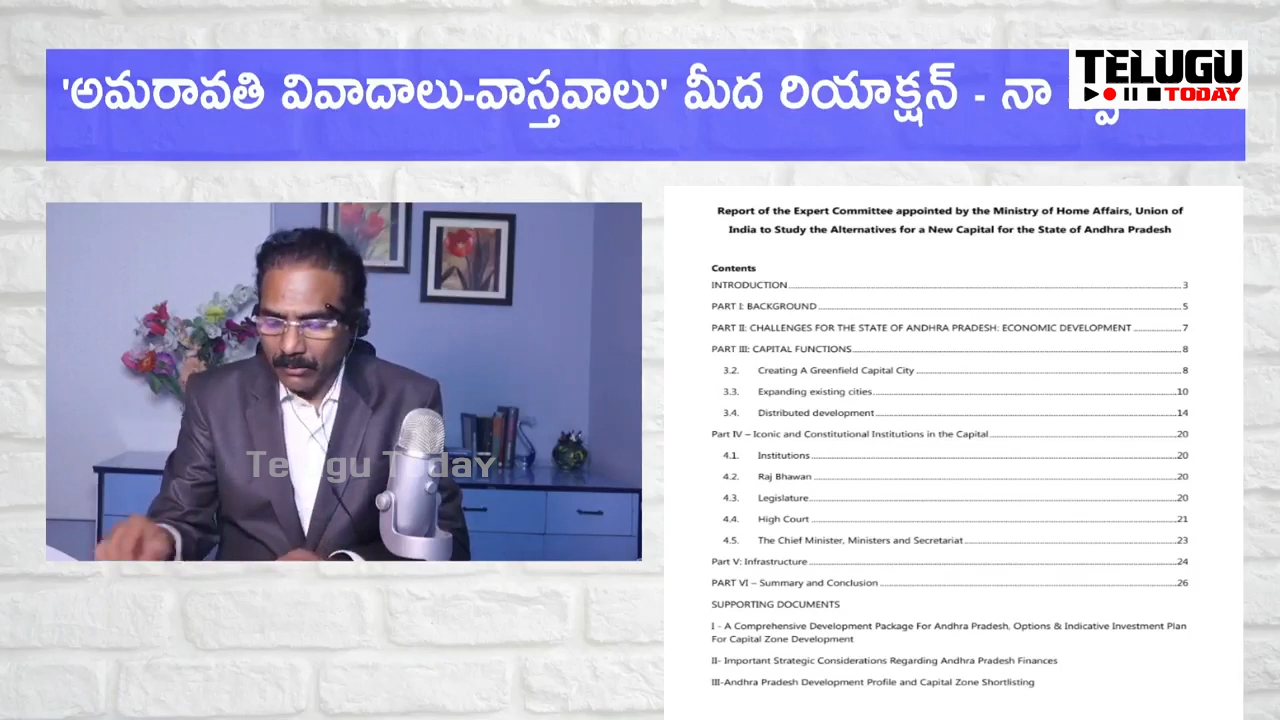 'అమరావతి వివాదాలు-వాస్తవాలు' మీద రియాక్షన్ - నా
TELUGU
TODAY
Report of the Expert Committee appointed by the Ministry of Home Affairs, Union of
India to Study the Alternatives for a New Capital for the State of Andhra Pradesh
Contents
INTRODUCTION 3
PART I: BACKGROUND 5
PART II: CHALLENGES FOR THE STATE OF ANDHRA PRADESH: ECONOMIC DEVELOPMENT 7
PART III: CAPITAL FUNCTIONS 8
3.2. Creating A Greenfield Capital City 8
3.3. Expanding existing cities 10
3.4. Distributed development 14
Part IV – Iconic and Constitutional Institutions in the Capital 20
4.1. Institutions 20
4.2. Raj Bhawan 20
4.3. Legislature 20
4.4. High Court 21
4.5. The Chief Minister, Ministers and Secretariat 23
Part V: Infrastructure 24
PART VI – Summary and Conclusion 26
SUPPORTING DOCUMENTS
I - A Comprehensive Development Package For Andhra Pradesh, Options & Indicative Investment Plan
For Capital Zone Development
II- Important Strategic Considerations Regarding Andhra Pradesh Finances
III-Andhra Pradesh Development Profile and Capital Zone Shortlisting
Telugu Today